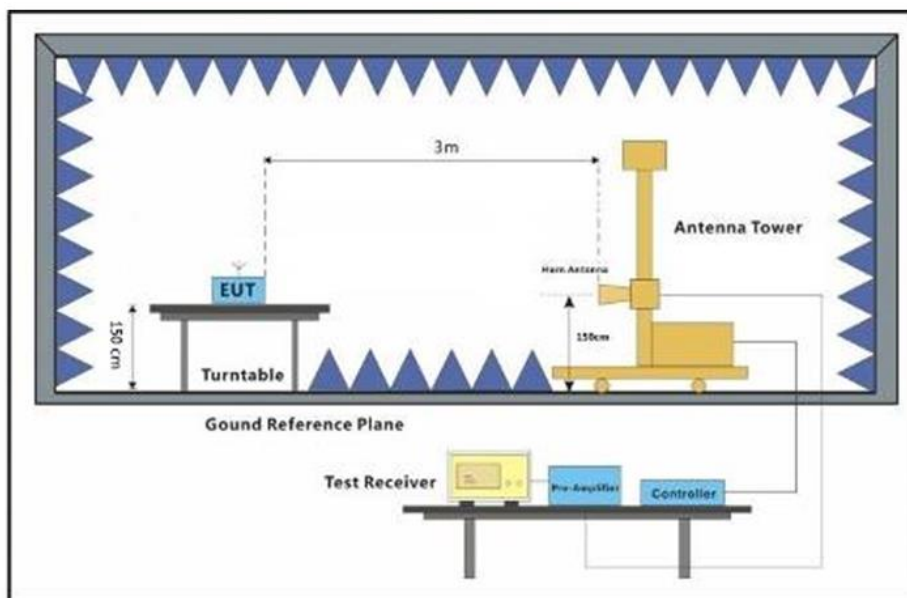 3m
Antenna Tower
Horn Antenna
EUT
150 cm
150cm
Turntable
Gound Reference Plane
Test Receiver
Pre-Amplifier
Controller